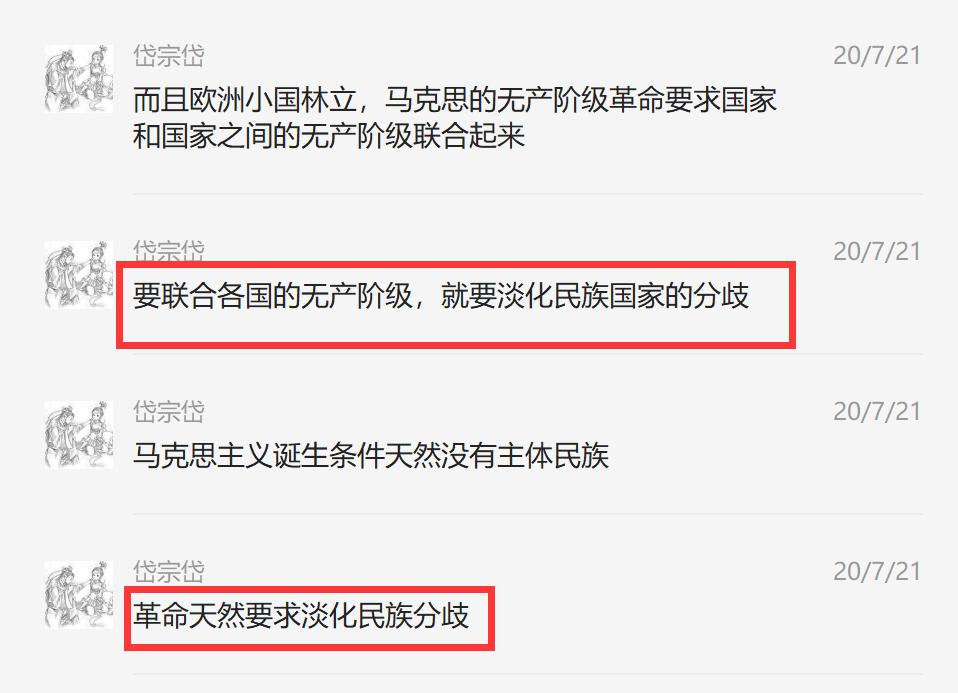 岱宗岱
20/7/21
而且欧洲小国林立，马克思的无产阶级革命要求国家
和国家之间的无产阶级联合起来
岱宗岱
20/7/21
要联合各国的无产阶级，就要淡化民族国家的分歧
岱宗岱
20/7/21
马克思主义诞生条件天然没有主体民族
岱宗岱
20/7/21
革命天然要求淡化民族分歧